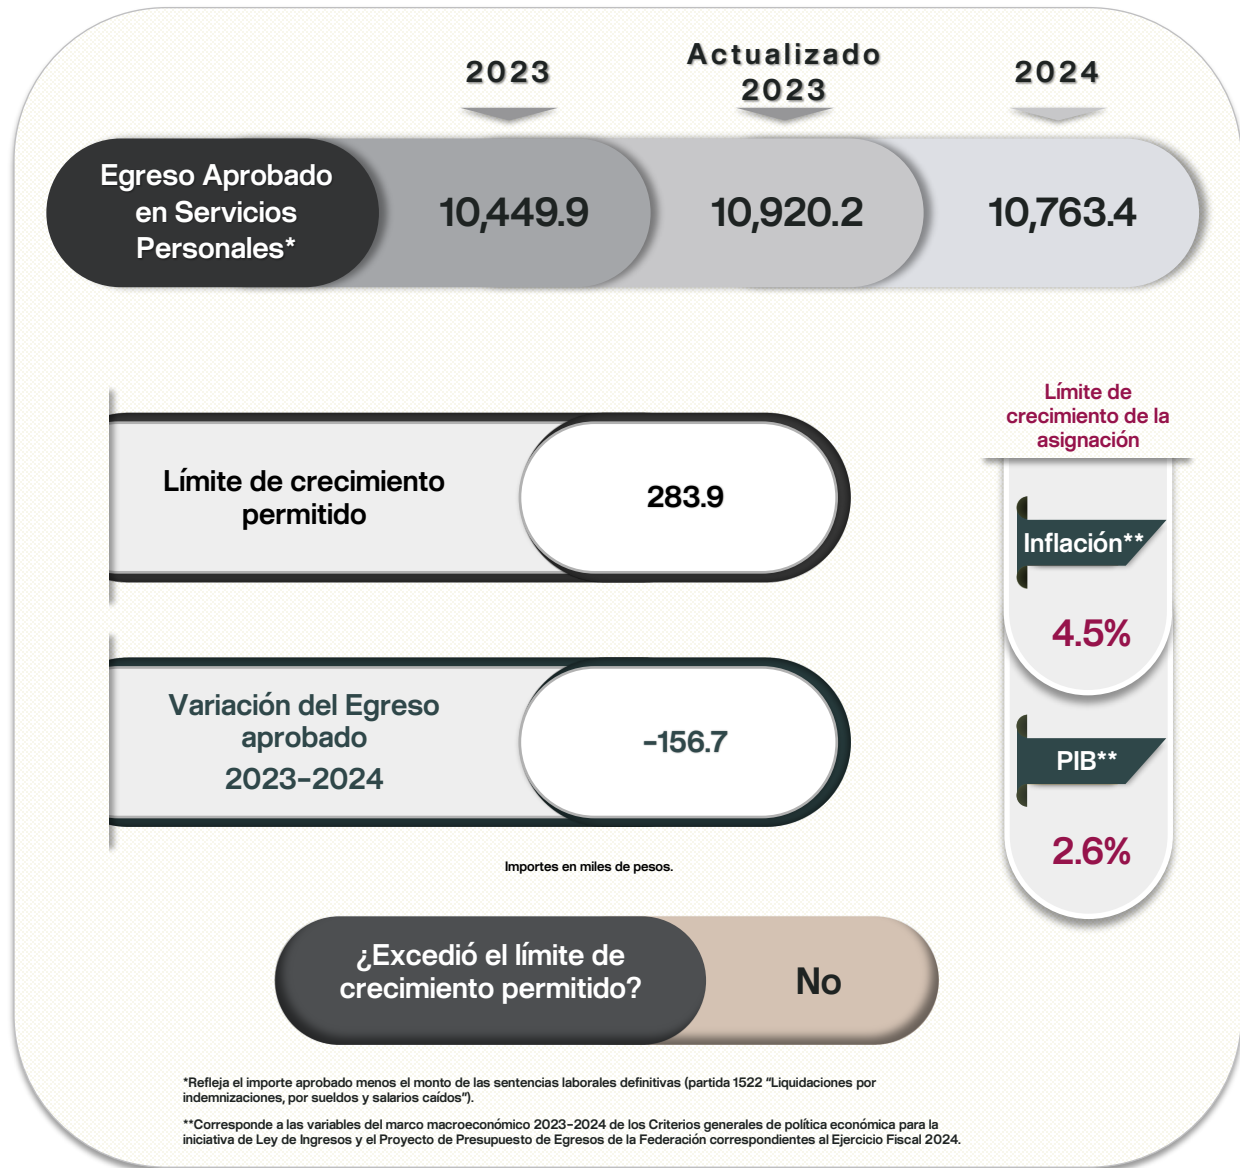 2023
Actualizado
2023
2024
Egreso Aprobado
en Servicios
Personales*
10,449.9
10,920.2
10,763.4
Límite de crecimiento
permitido
283.9
Variación del Egreso
aprobado
2023-2024
-156.7
Importes en miles de pesos.
Límite de
crecimiento de la
asignación
Inflación**
4.5%
PIB**
2.6%
¿Excedió el límite de
crecimiento permitido?
No
*Refleja el importe aprobado menos el monto de las sentencias laborales definitivas (partida 1522 "Liquidaciones por
indemnizaciones, por sueldos y salarios caídos").
**Corresponde a las variables del marco macroeconómico 2023-2024 de los Criterios generales de política económica para la
iniciativa de Ley de Ingresos y el Proyecto de Presupuesto de Egresos de la Federación correspondientes al Ejercicio Fiscal 2024.